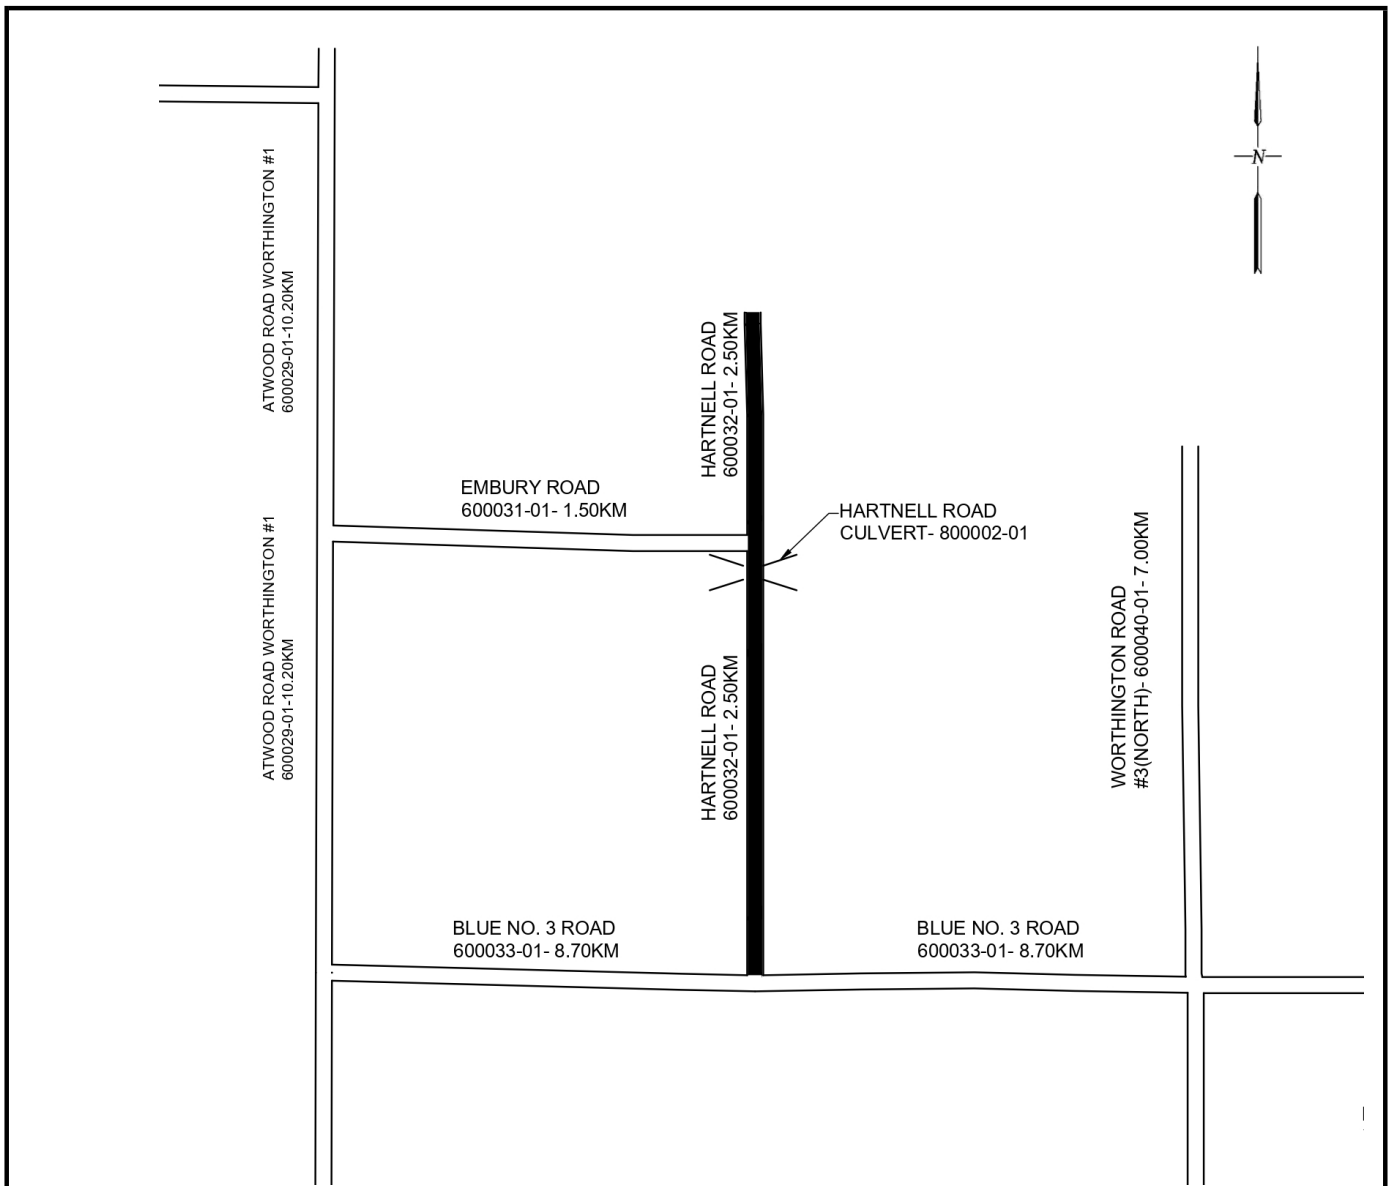 N
ATWOOD ROAD WORTHINGTON #1
600029-01-10.20KM
HARTNELL ROAD
600032-01- 2.50KM
EMBURY ROAD
600031-01- 1.50KM
HARTNELL ROAD
CULVERT- 800002-01
ATWOOD ROAD WORTHINGTON #1
600029-01-10.20KM
HARTNELL ROAD
600032-01- 2.50KM
WORTHINGTON ROAD
#3(NORTH)- 600040-01- 7.00KM
BLUE NO. 3 ROAD
600033-01- 8.70KM
BLUE NO. 3 ROAD
600033-01- 8.70KM